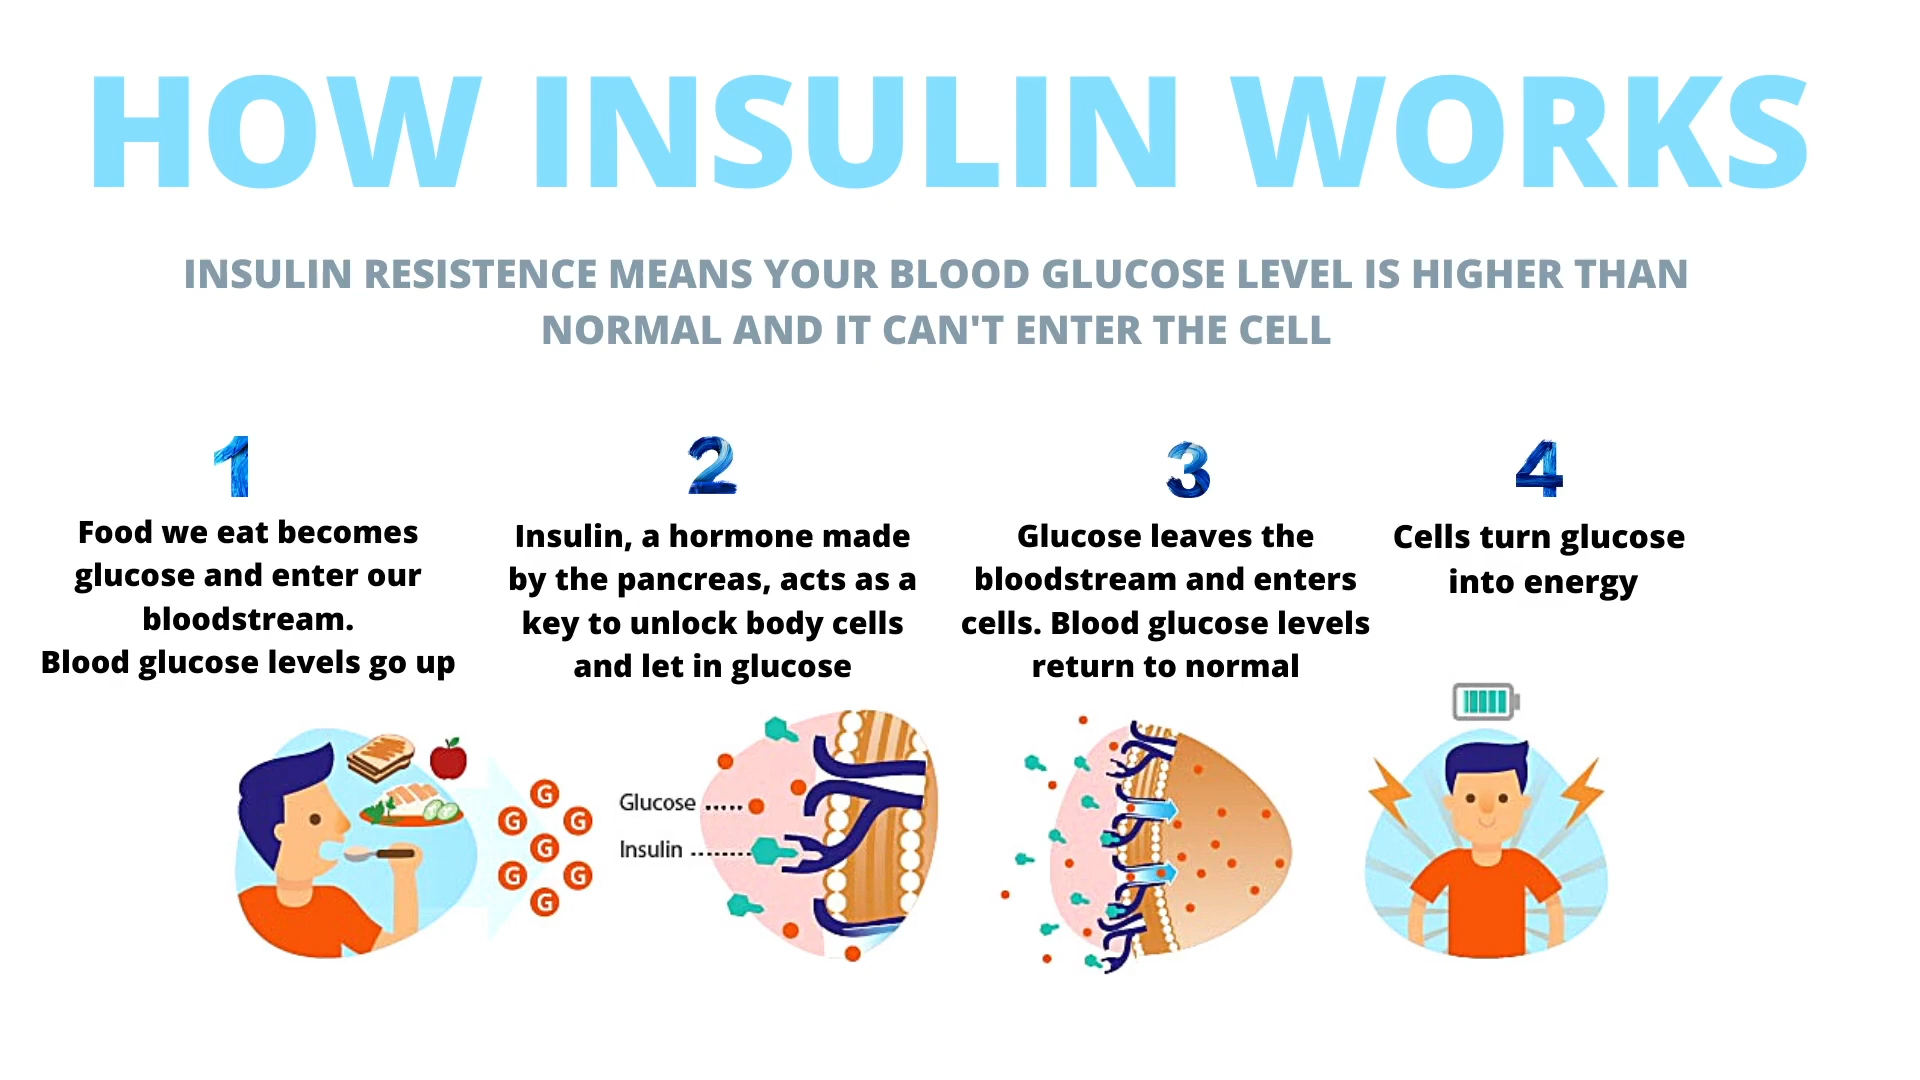 HOW INSULIN WORKS
INSULIN RESISTENCE MEANS YOUR BLOOD GLUCOSE LEVEL IS HIGHER THAN
NORMAL AND IT CAN'T ENTER THE CELL
1
Food we eat becomes
glucose and enter our
bloodstream.
Blood glucose levels go up
2
Insulin, a hormone made
by the pancreas, acts as a
key to unlock body cells
and let in glucose
3
Glucose leaves the
bloodstream and enters
cells. Blood glucose levels
return to normal
4
Cells turn glucose
into energy
G
G
G
G
G
G
G
Glucose .....
Insulin ..........